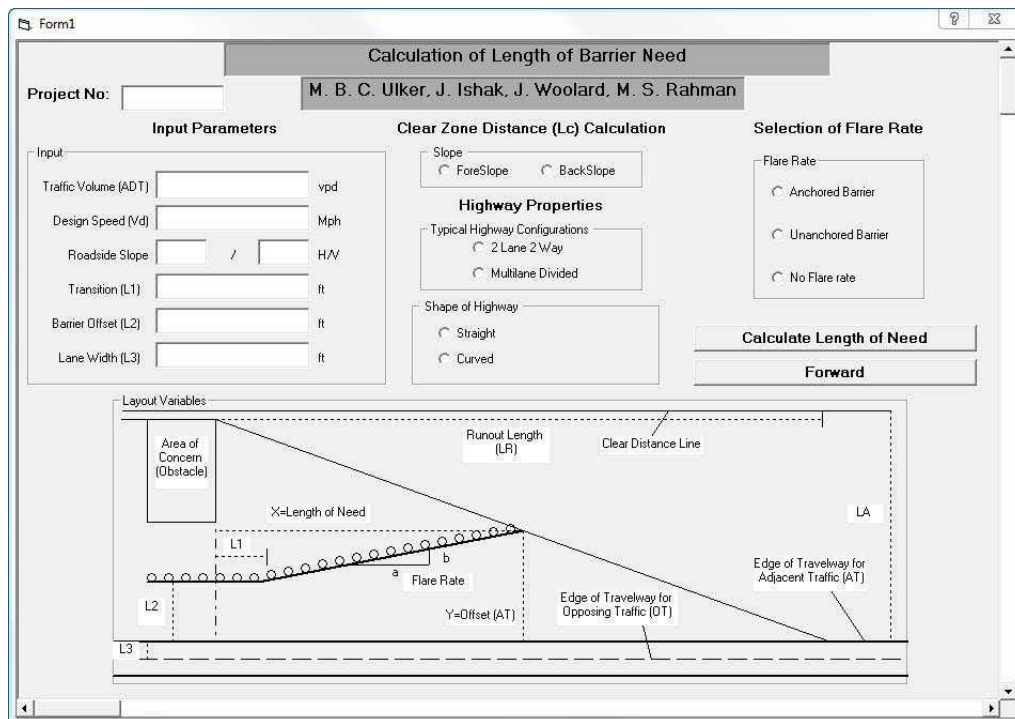 Form1
Calculation of Length of Barrier Need
Project No:
M. B. C. Ulker, J. Ishak, J. Woolard, M. S. Rahman
Input Parameters
Clear Zone Distance (Lc) Calculation
Selection of Flare Rate
Input
Traffic Volume (ADT)
vpd
Design Speed (Vd)
Mph
Roadside Slope
/
H/V
Transition (L1)
ft
Barrier Offset (L2)
ft
Lane Width (L3)
ft
Slope
ForeSlope
BackSlope
Highway Properties
Typical Highway Configurations
2 Lane 2 Way
Multilane Divided
Shape of Highway
Straight
Curved
Flare Rate
Anchored Barrier
Unanchored Barrier
No Flare rate
Calculate Length of Need
Forward
Layout Variables
Area of
Concern
(Obstacle)
Runout Length
(LR)
Clear Distance Line
X=Length of Need
LA
L1
b
a
Flare Rate
L2
Y=Offset (AT)
Edge of Travelway for
Opposing Traffic (OT)
Edge of Travelway for
Adjacent Traffic (AT)
L3